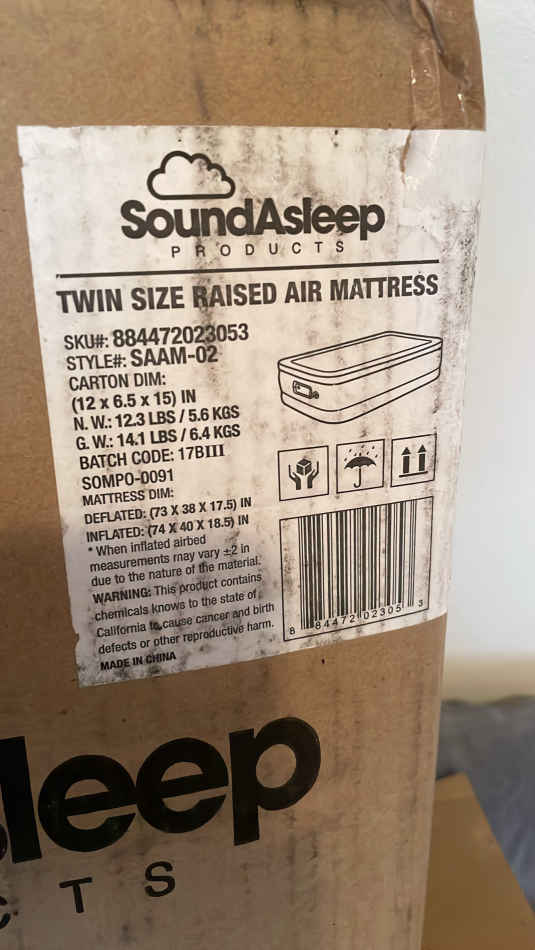 SoundAsleep
PRODUCTS
TWIN SIZE RAISED AIR MATTRESS
SKU#: 884472023053
STYLE#: SAAM-02
CARTON DIM:
(12 x 6.5 x 15) IN
N. W.: 12.3 LBS / 5.6 KGS
G. W.: 14.1 LBS / 6.4 KGS
BATCH CODE: 17BIII
SOMPO-0091
MATTRESS DIM:
DEFLATED: (73 X 38 X 17.5) IN
INFLATED: (74 X 40 X 18.5) IN
* When inflated airbed
measurements may vary ±2 in
due to the nature of the material.
WARNING: This product contains
chemicals knows to the state of
California to cause cancer and birth
defects or other reproductive harm.
MADE IN CHINA
8 84472 02305 3
sleep
CTS